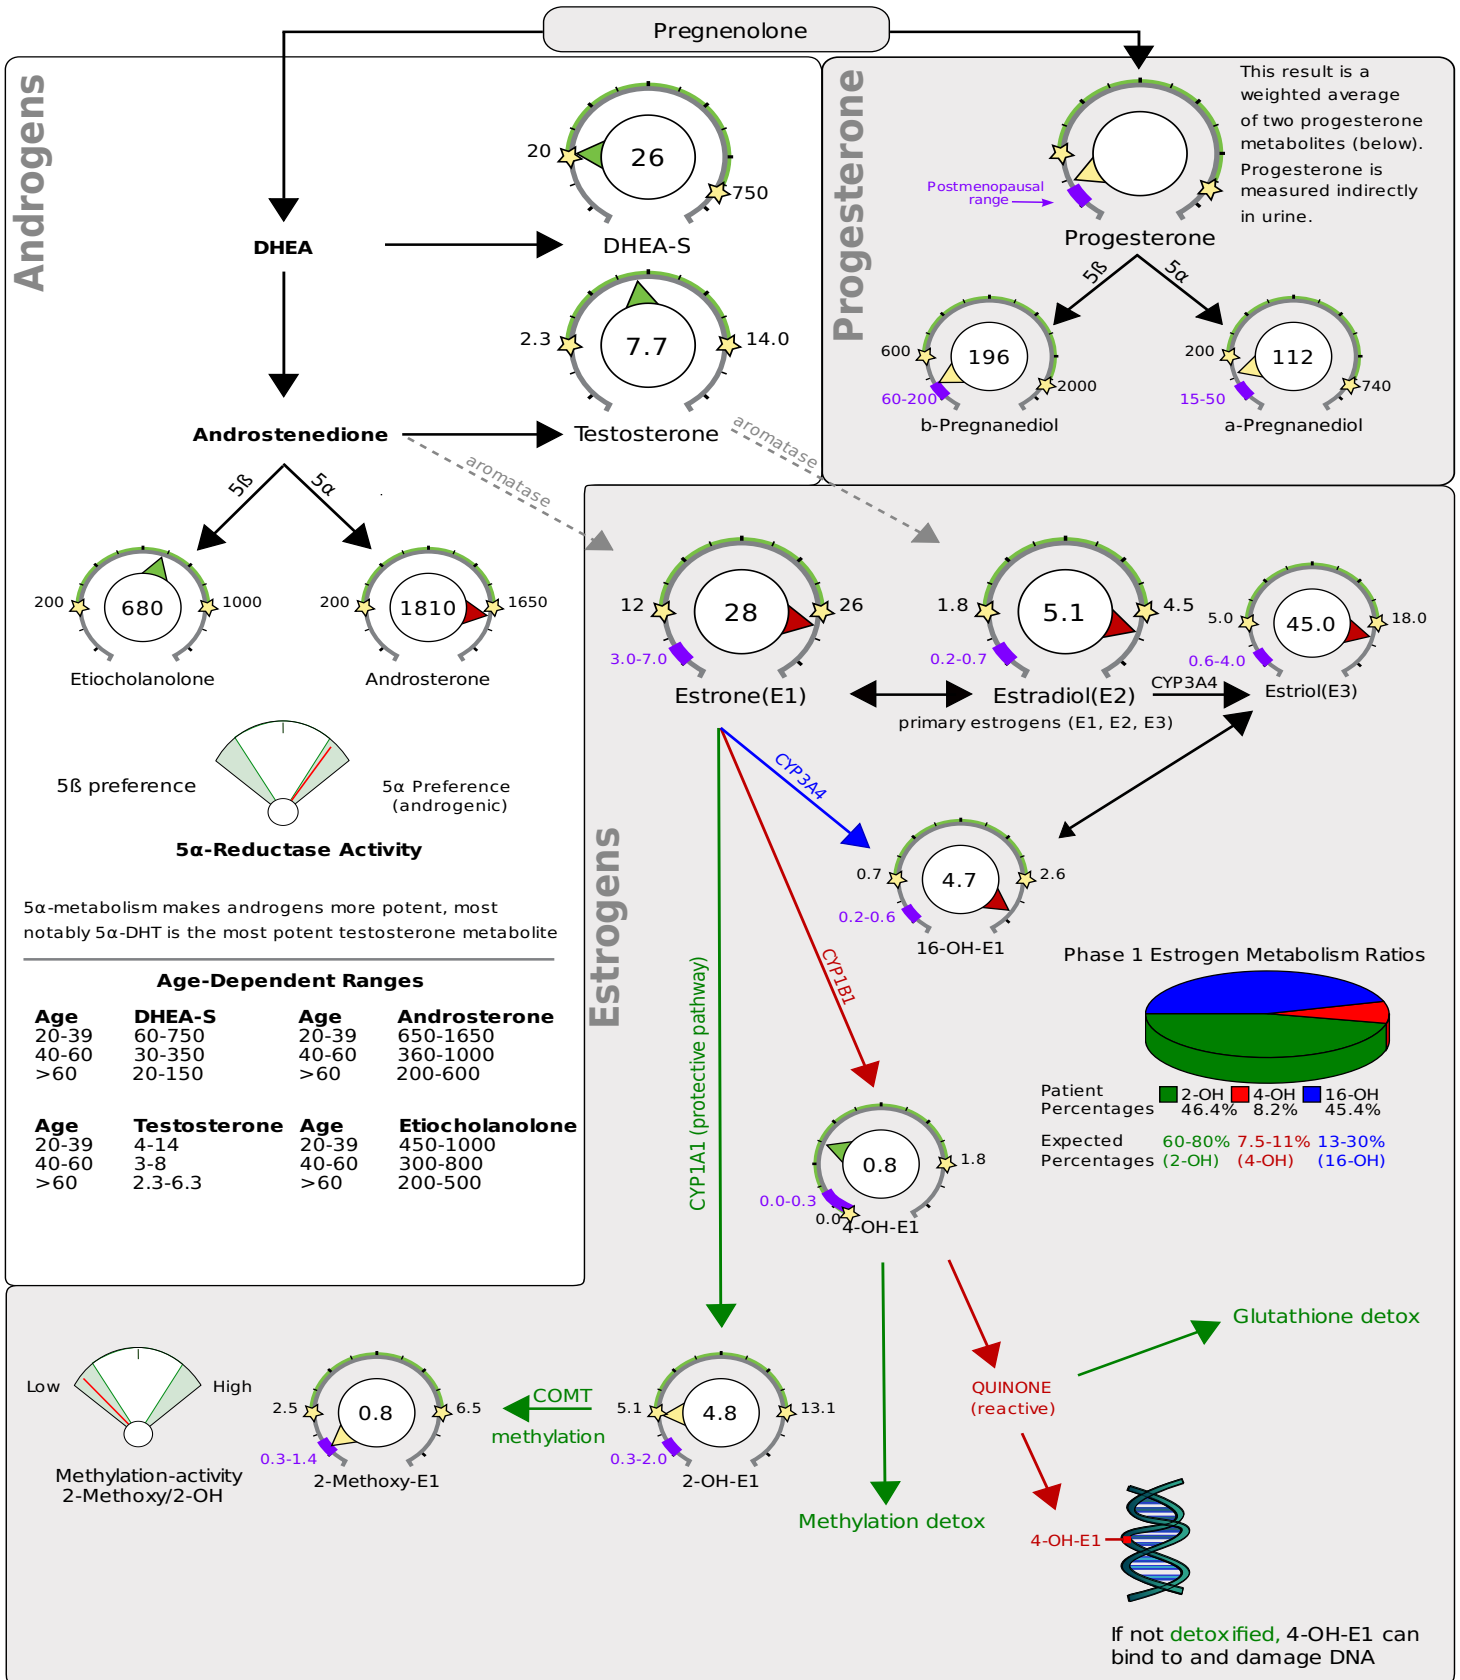 Pregnenolone
Androgens
20
26
750
DHEA-S
DHEA
2.3
7.7
14.0
Testosterone
Androstenedione
aromatase
aromatase
5ß
5α
200
680
1000
Etiocholanolone
200
1810
1650
Androsterone
5ß preference
5α Preference
(androgenic)
5α-Reductase Activity
5α-metabolism makes androgens more potent, most
notably 5α-DHT is the most potent testosterone metabolite
Age-Dependent Ranges
Age DHEA-S Age Androsterone
20-39 60-750 20-39 650-1650
40-60 30-350 40-60 360-1000
>60 20-150 >60 200-600
Age Testosterone Age Etiocholanolone
20-39 4-14 20-39 450-1000
40-60 3-8 40-60 300-800
>60 2.3-6.3 >60 200-500
Progesterone
This result is a
weighted average
of two progesterone
metabolites (below).
Progesterone is
measured indirectly
in urine.
Postmenopausal
range
Progesterone
5ß
5α
600
196
2000
60-200
b-Pregnanediol
200
112
740
15-50
a-Pregnanediol
Estrogens
12
28
26
3.0-7.0
Estrone(E1)
1.8
5.1
4.5
0.2-0.7
Estradiol(E2)
5.0
45.0
18.0
0.6-4.0
Estriol(E3)
CYP3A4
primary estrogens (E1, E2, E3)
CYP3A4
0.7
4.7
2.6
0.2-0.6
16-OH-E1
CYP1B1
CYP1A1 (protective pathway)
Phase 1 Estrogen Metabolism Ratios
Patient
Percentages
2-OH 4-OH 16-OH
46.4% 8.2% 45.4%
Expected
Percentages
60-80% 7.5-11% 13-30%
(2-OH) (4-OH) (16-OH)
0.8
1.8
0.0-0.3
0.0
4-OH-E1
Glutathione detox
QUINONE
(reactive)
Low
High
Methylation-activity
2-Methoxy/2-OH
2.5
0.8
6.5
0.3-1.4
2-Methoxy-E1
COMT
methylation
5.1
4.8
13.1
0.3-2.0
2-OH-E1
Methylation detox
4-OH-E1
If not detoxified, 4-OH-E1 can
bind to and damage DNA